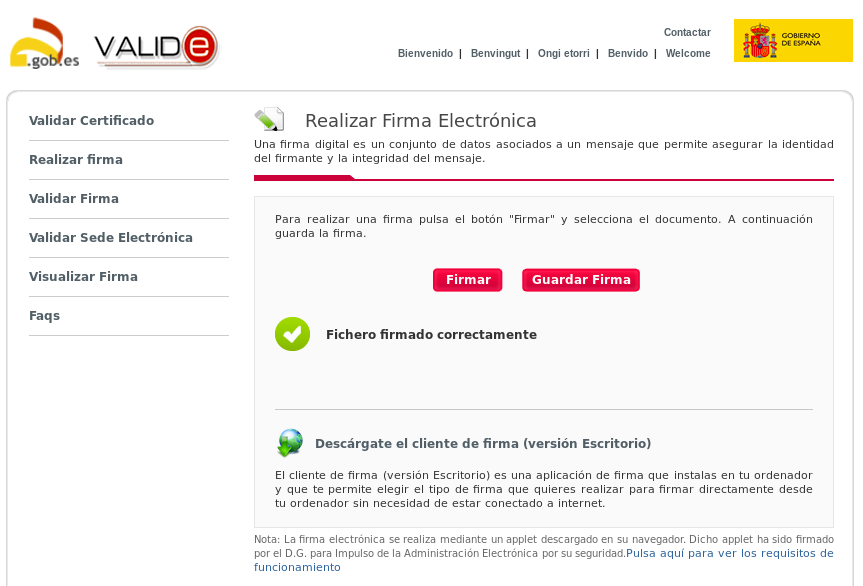 .gob.es
VALIDe
Contactar
Bienvenido | Benvingut | Ongi etorri | Benvido | Welcome
GOBIERNO
DE ESPAÑA
Validar Certificado
Realizar firma
Validar Firma
Validar Sede Electrónica
Visualizar Firma
Faqs
Realizar Firma Electrónica
Una firma digital es un conjunto de datos asociados a un mensaje que permite asegurar la identidad
del firmante y la integridad del mensaje.
Para realizar una firma pulsa el botón "Firmar" y selecciona el documento. A continuación
guarda la firma.
Firmar Guardar Firma
Fichero firmado correctamente
Descárgate el cliente de firma (versión Escritorio)
El cliente de firma (versión Escritorio) es una aplicación de firma que instalas en tu ordenador
y que te permite elegir el tipo de firma que quieres realizar para firmar directamente desde
tu ordenador sin necesidad de estar conectado a internet.
Nota: La firma electrónica se realiza mediante un applet descargado en su navegador. Dicho applet ha sido firmado
por el D.G. para Impulso de la Administración Electrónica por su seguridad.Pulsa aquí para ver los requisitos de
funcionamiento